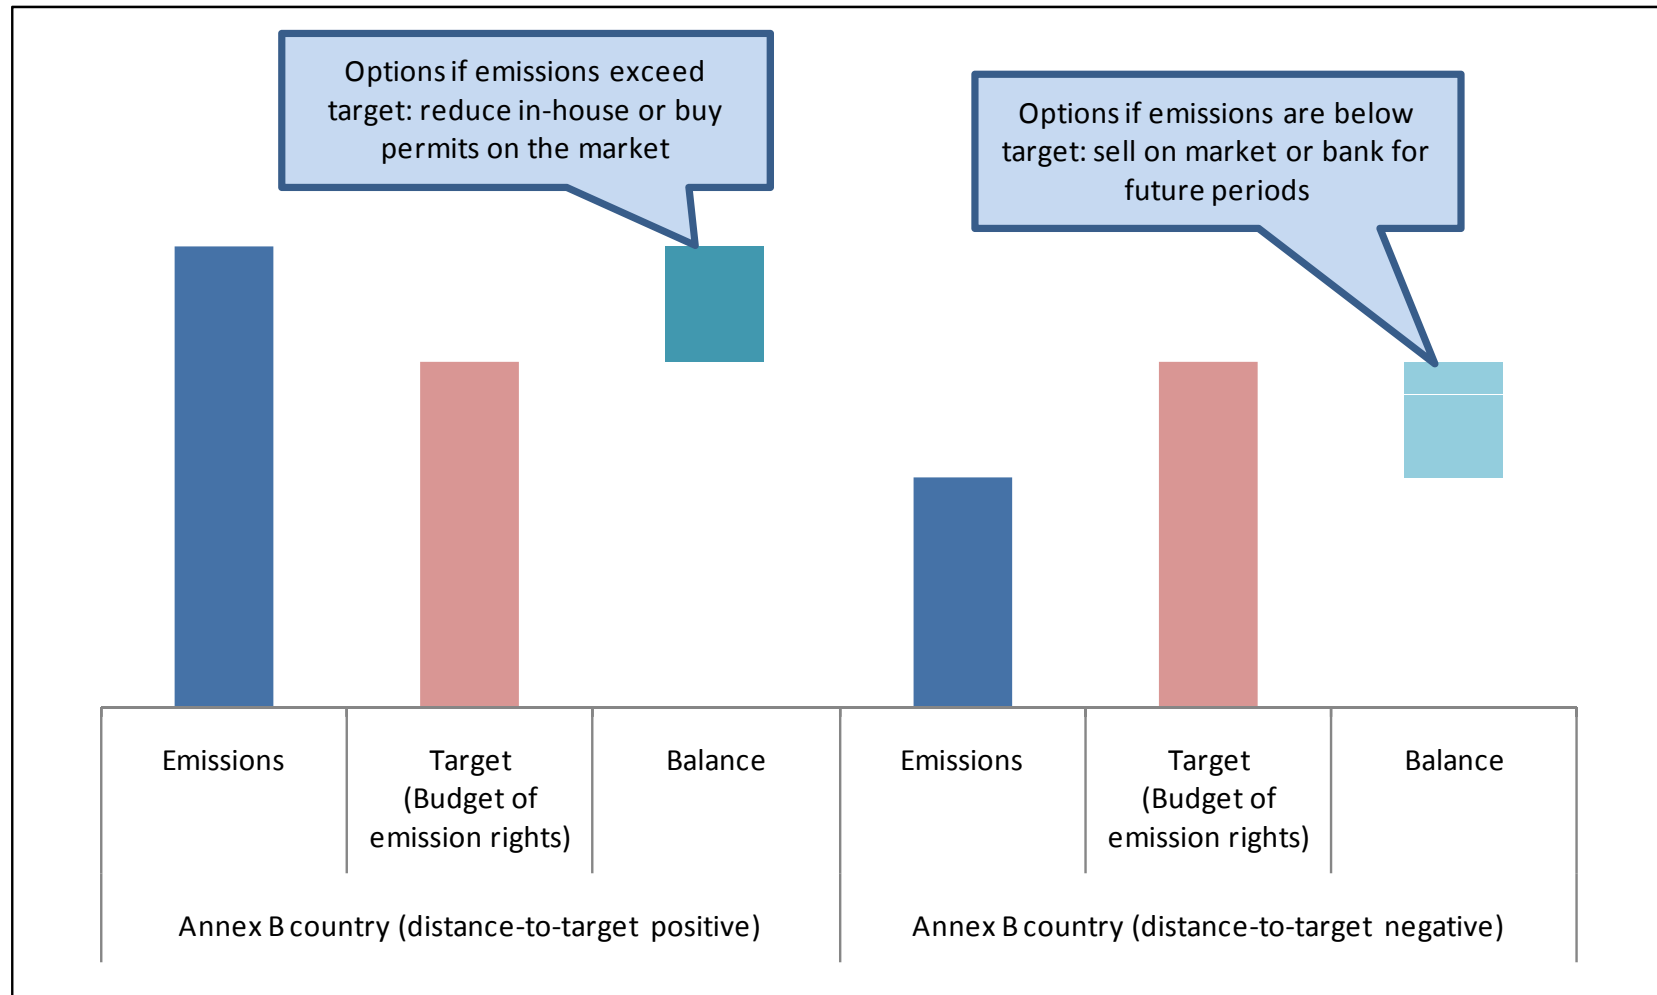 Options if emissions exceed
target: reduce in-house or buy
permits on the market
Options if emissions are below
target: sell on market or bank for
future periods
Emissions
Target
(Budget of
emission rights)
Balance
Emissions
Target
(Budget of
emission rights)
Balance
Annex B country (distance-to-target positive)
Annex B country (distance-to-target negative)